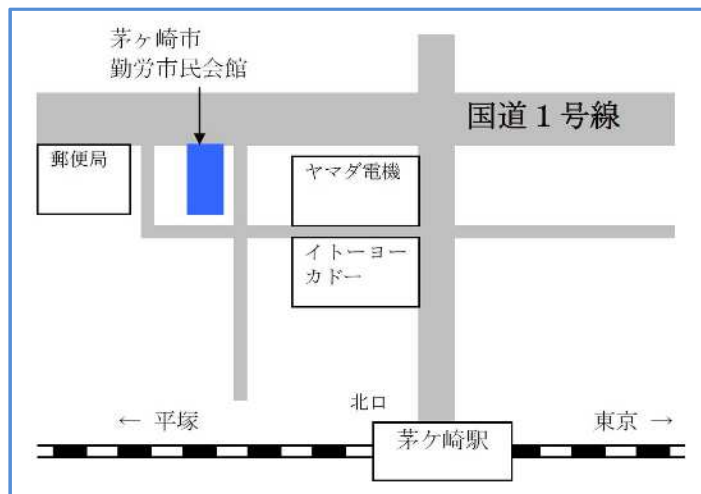 茅ヶ崎市
勤労市民会館
国道１号線
郵便局
ヤマダ電機
イトーヨー
カドー
北口
← 平塚
東京 →
茅ケ崎駅